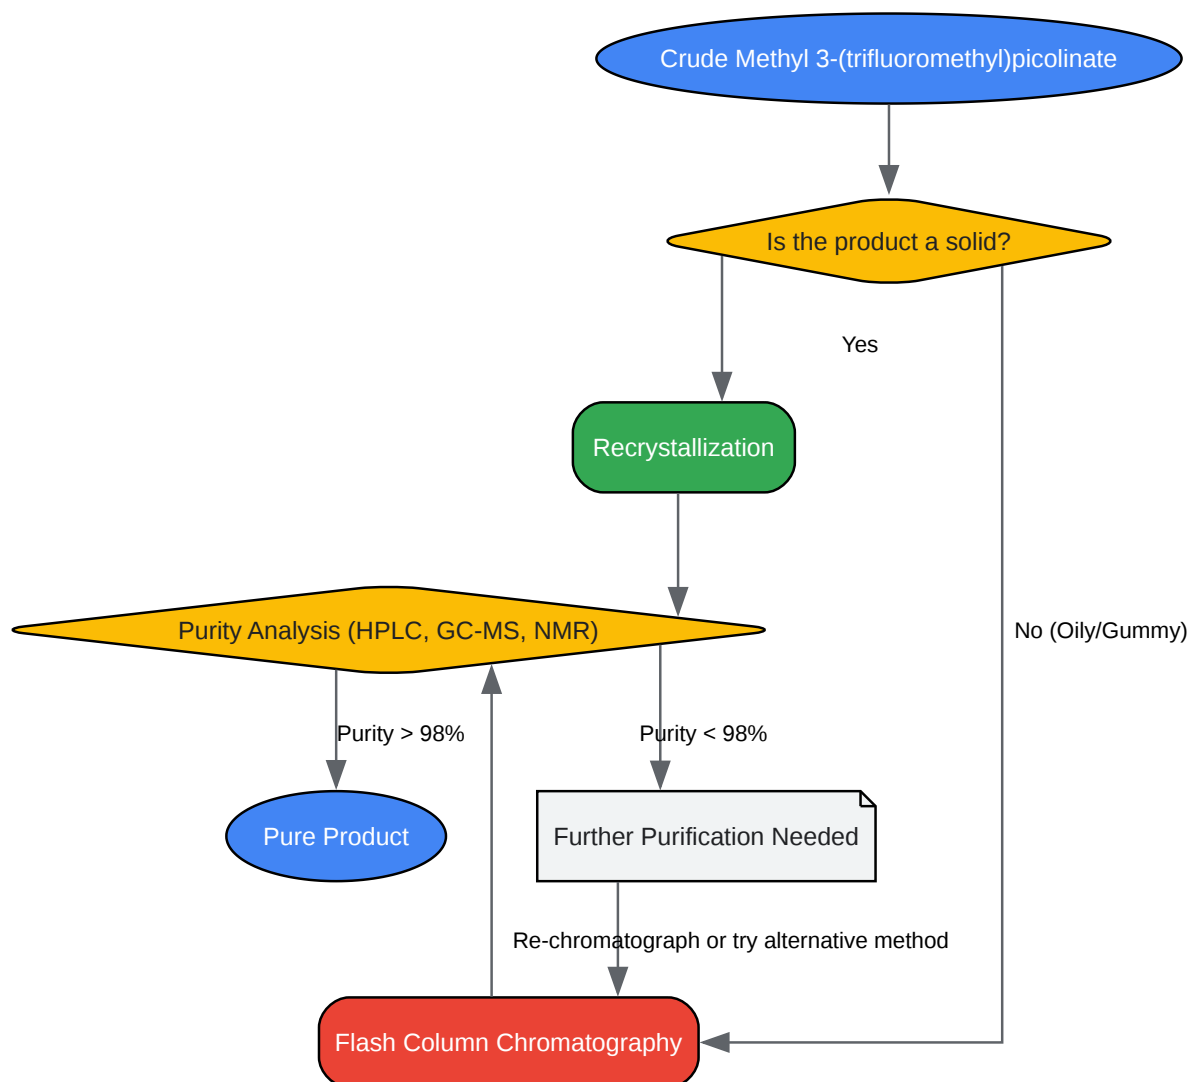 Crude Methyl 3-(trifluoromethyl)picolinate
Is the product a solid?
Yes
Recrystallization
No (Oily/Gummy)
Purity Analysis (HPLC, GC-MS, NMR)
Purity > 98%
Purity < 98%
Pure Product
Further Purification Needed
Re-chromatograph or try alternative method
Flash Column Chromatography